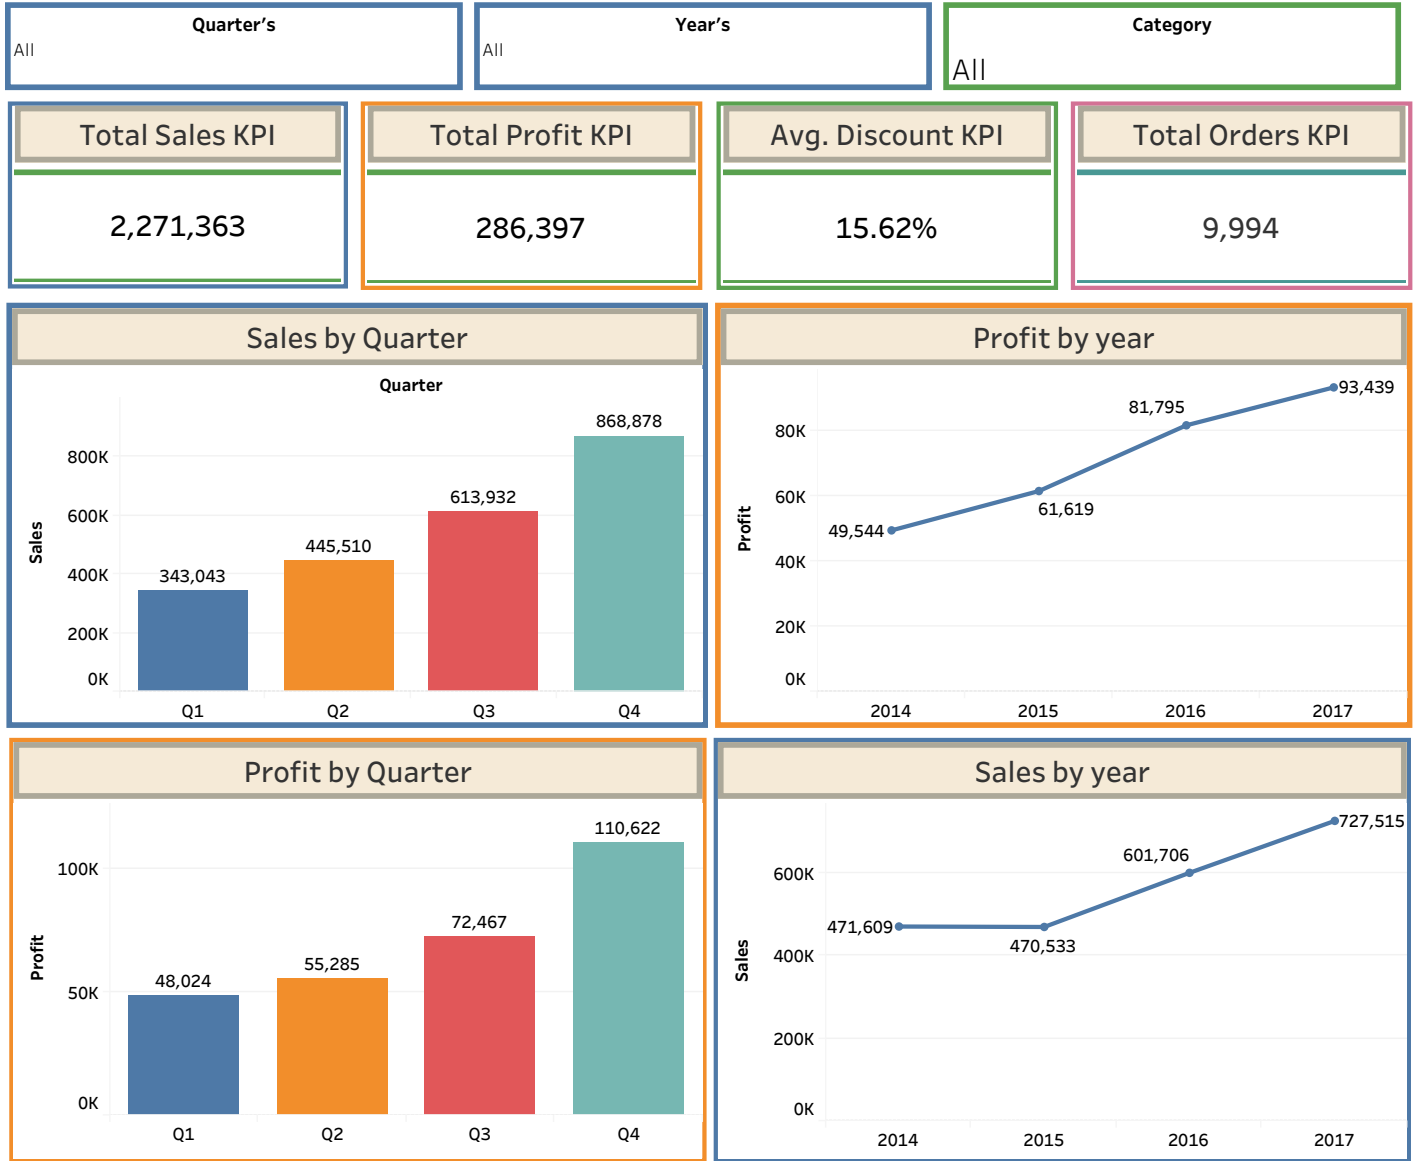 Quarter's
All
Year's
All
Category
All
Total Sales KPI
2,271,363
Total Profit KPI
286,397
Avg. Discount KPI
15.62%
Total Orders KPI
9,994
Sales by Quarter
Quarter
Sales
800K
600K
400K
200K
0K
343,043
445,510
613,932
868,878
Q1
Q2
Q3
Q4
Profit by year
Profit
80K
60K
40K
20K
0K
49,544
61,619
81,795
93,439
2014
2015
2016
2017
Profit by Quarter
Profit
100K
50K
0K
48,024
55,285
72,467
110,622
Q1
Q2
Q3
Q4
Sales by year
Sales
600K
400K
200K
0K
471,609
470,533
601,706
727,515
2014
2015
2016
2017